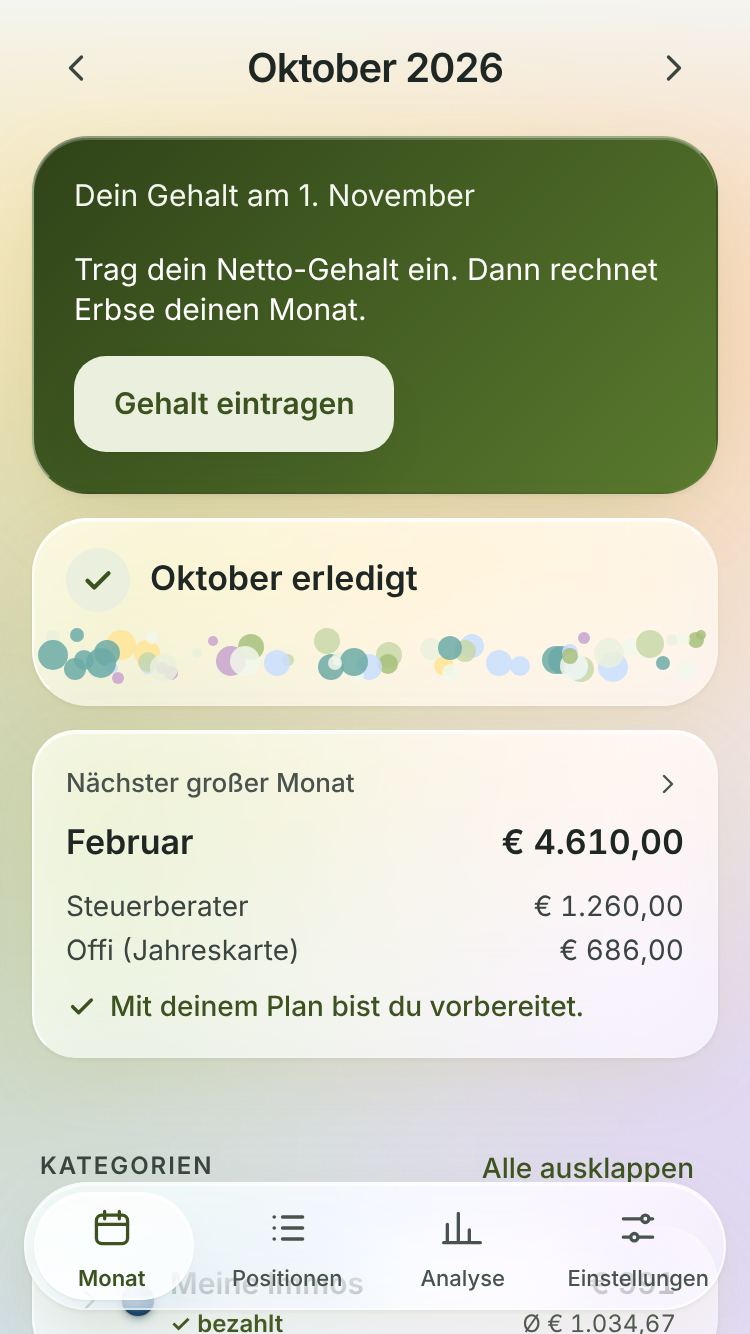 Oktober 2026
Dein Gehalt am 1. November
Trag dein Netto-Gehalt ein. Dann rechnet
Erbse deinen Monat.
Gehalt eintragen
Oktober erledigt
Nächster großer Monat
Februar € 4.610,00
Steuerberater € 1.260,00
Offi (Jahreskarte) € 686,00
Mit deinem Plan bist du vorbereitet.
KATEGORIEN Alle ausklappen
Meine Immos
Monat Positionen Analyse Einstellungen
bezahlt Ø € 1.034,67